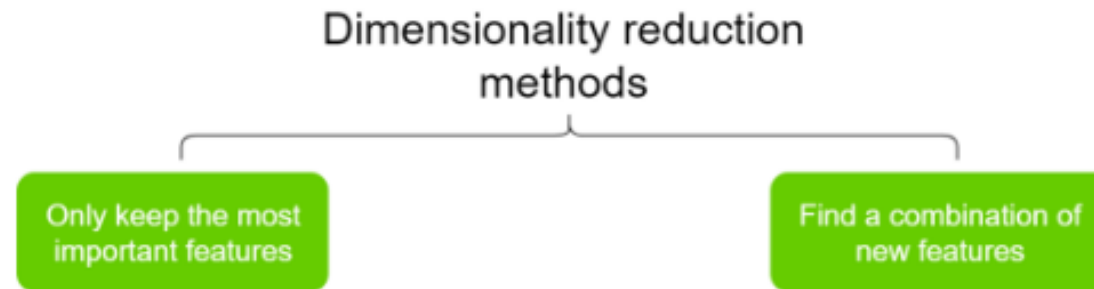 Dimensionality reduction
methods
Only keep the most
important features
Find a combination of
new features